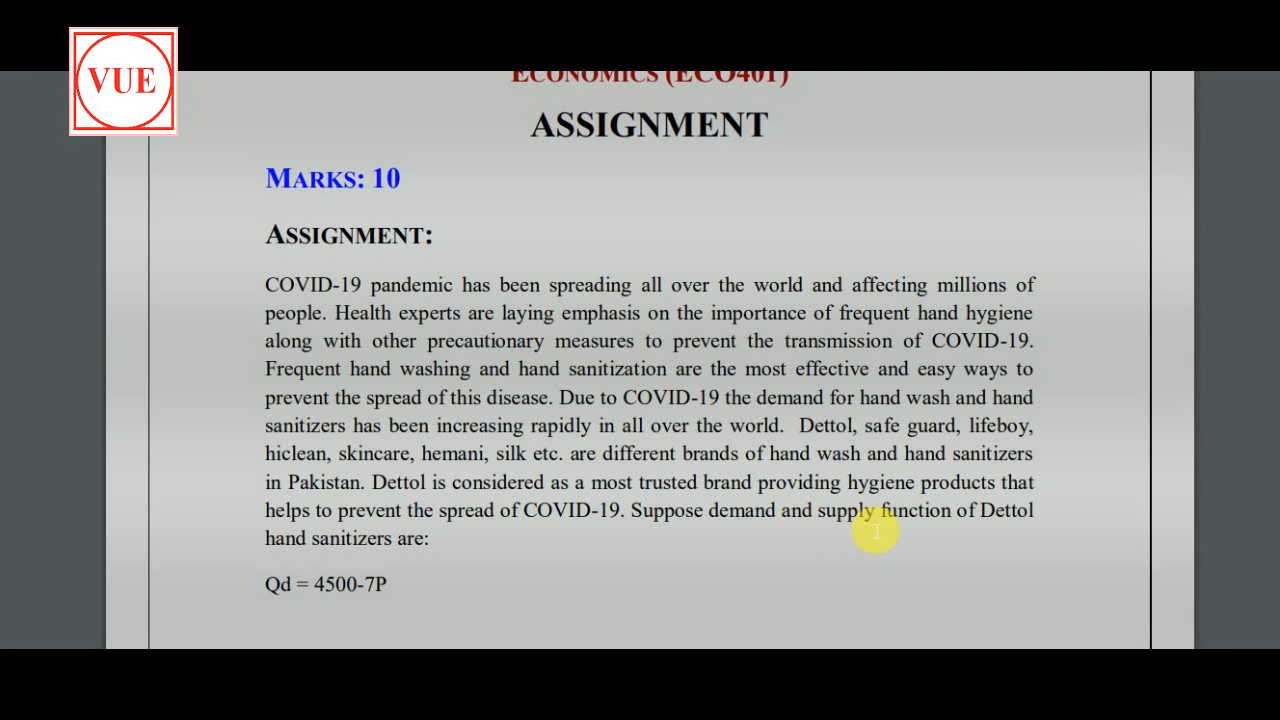 VUE
ECONOMICS (ECO401)
ASSIGNMENT
MARKS: 10
ASSIGNMENT:
COVID-19 pandemic has been spreading all over the world and affecting millions of
people. Health experts are laying emphasis on the importance of frequent hand hygiene
along with other precautionary measures to prevent the transmission of COVID-19.
Frequent hand washing and hand sanitization are the most effective and easy ways to
prevent the spread of this disease. Due to COVID-19 the demand for hand wash and hand
sanitizers has been increasing rapidly in all over the world. Dettol, safe guard, lifeboy,
hiclean, skincare, hemani, silk etc. are different brands of hand wash and hand sanitizers
in Pakistan. Dettol is considered as a most trusted brand providing hygiene products that
helps to prevent the spread of COVID-19. Suppose demand and supply function of Dettol
hand sanitizers are:
Qd = 4500-7P